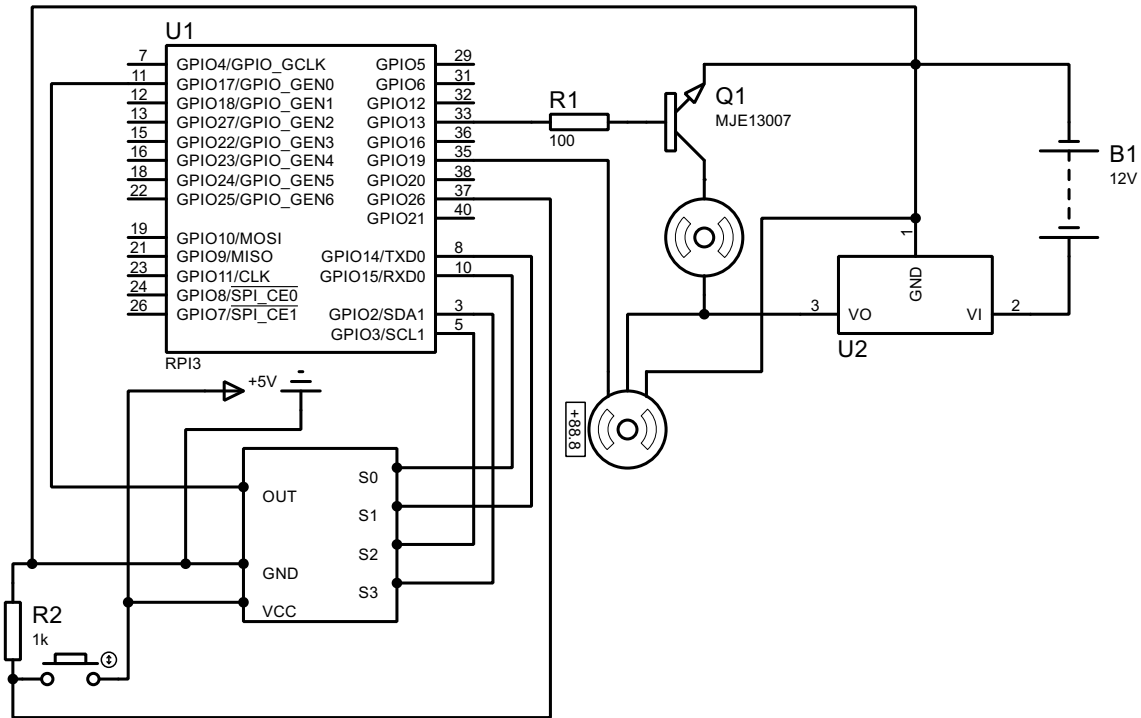 U1
7 GPIO4/GPIO_GCLK GPIO5 29
11 GPIO17/GPIO_GEN0 GPIO6 31
12 GPIO18/GPIO_GEN1 GPIO12 32
13 GPIO27/GPIO_GEN2 GPIO13 33
15 GPIO22/GPIO_GEN3 GPIO16 36
16 GPIO23/GPIO_GEN4 GPIO19 35
18 GPIO24/GPIO_GEN5 GPIO20 38
22 GPIO25/GPIO_GEN6 GPIO26 37
GPIO21 40
19 GPIO10/MOSI
21 GPIO9/MISO GPIO14/TXD0 8
23 GPIO11/CLK GPIO15/RXD0 10
24 GPIO8/SPI_CE0
26 GPIO7/SPI_CE1 GPIO2/SDA1 3
GPIO3/SCL1 5
RPI3
R1
100
Q1
MJE13007
B1
12V
1
GND
3 VO VI 2
U2
+5V
+88.8
OUT
GND
VCC
S0
S1
S2
S3
R2
1k